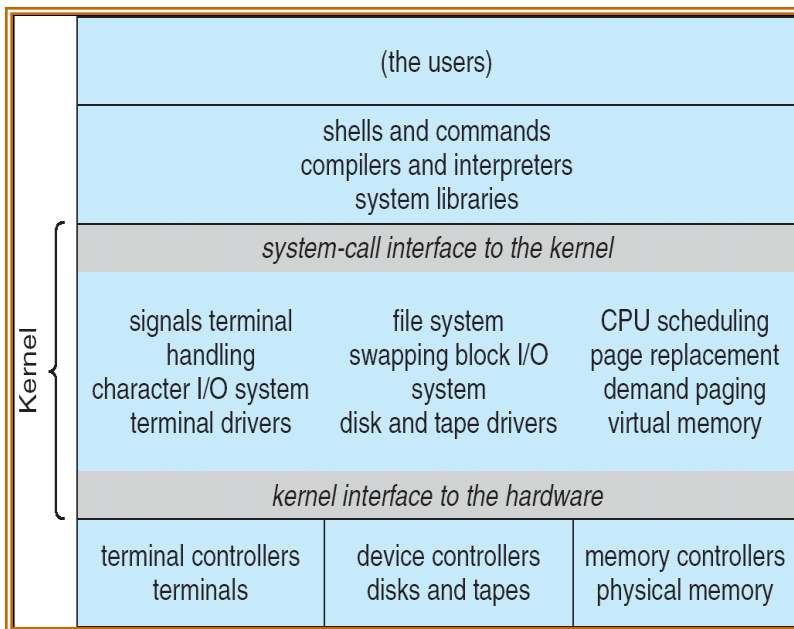 (the users)
shells and commands
compilers and interpreters
system libraries
Kernel
system-call interface to the kernel
signals terminal
handling
character I/O system
terminal drivers
file system
swapping block I/O
system
disk and tape drivers
CPU scheduling
page replacement
demand paging
virtual memory
kernel interface to the hardware
terminal controllers
terminals
device controllers
disks and tapes
memory controllers
physical memory